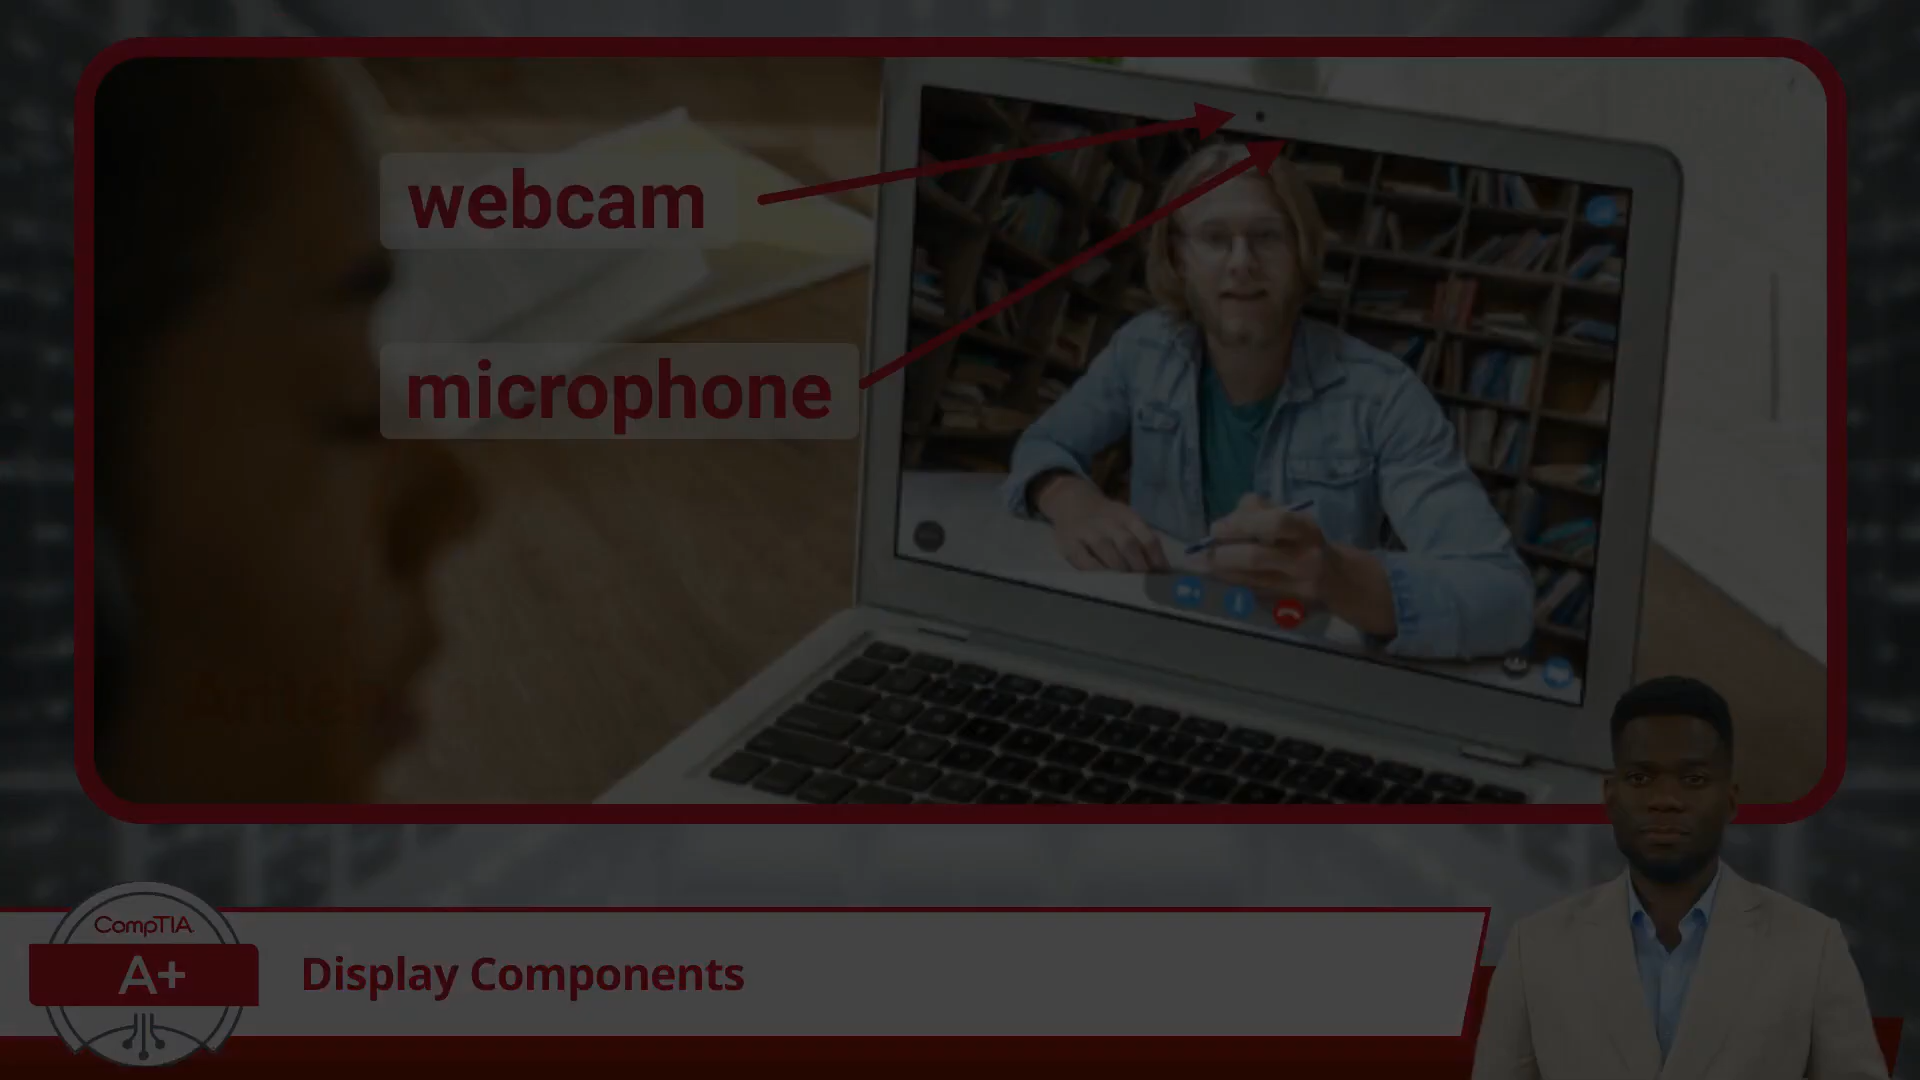 webcam
microphone
CompTIA
A+
Display Components